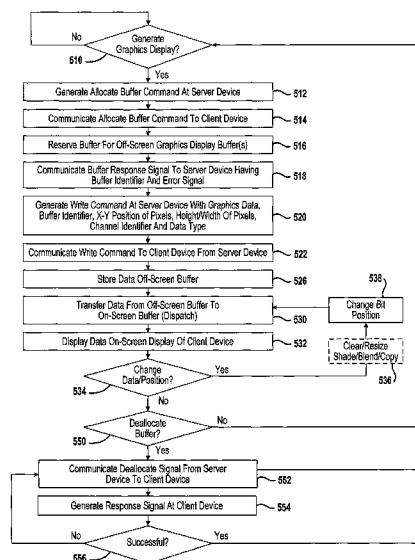 Generate
No
Graphics Display?
510
Yes
Generate Allocate Buffer Command At Server Device
512
Communicate Allocate Buffer Command To Client Device
514
Reserve Buffer For Off-Screen Graphics Display Buffer(s)
516
Communicate Buffer Response Signal To Server Device Having
Buffer Identifier And Error Signal
518
Generate Write Command At Server Device With Graphics Data,
Buffer Identifier, X-Y Position of Pixels, Height/Width Of Pixels,
Channel Identifier And Data Type
520
Communicate Write Command To Client Device From Server Device
522
Store Data Off-Screen Buffer
526
538
Transfer Data From Off-Screen Buffer To
On-Screen Buffer (Dispatch)
530
Change Bit
Position
Display Data On-Screen Display Of Client Device
532
Clear/Resize
Shade/Blend/Copy
536
Change
Data/Position?
Yes
534
No
Deallocate
Buffer?
No
550
Yes
Communicate Deallocate Signal From Server
Device To Client Device
552
Generate Response Signal At Client Device
554
No
Successful?
Yes
556